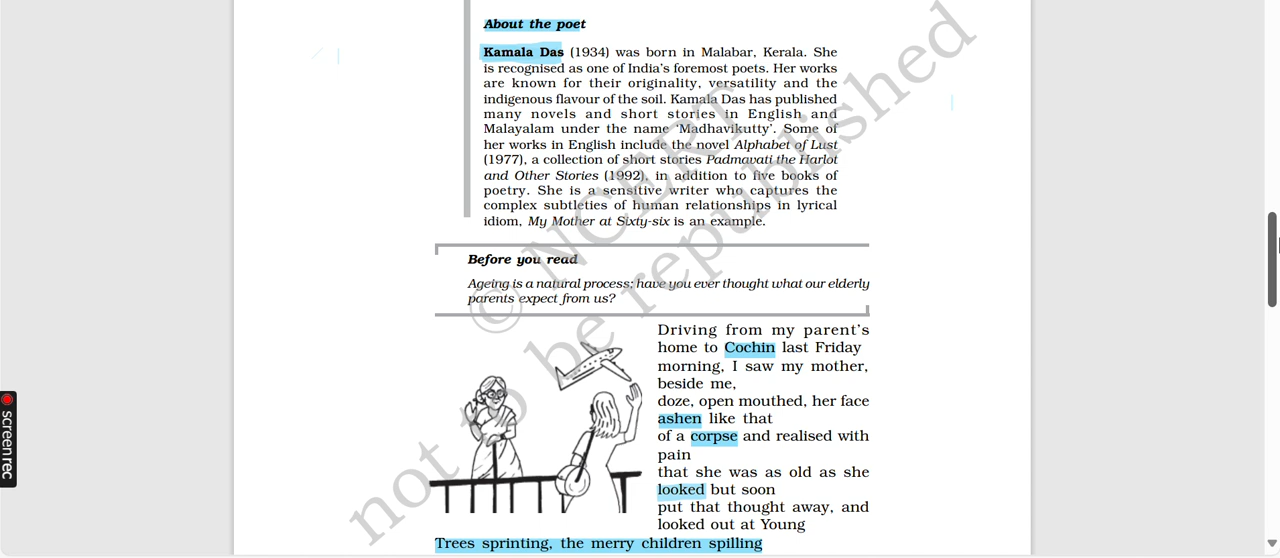 About the poet
Kamala Das (1934) was born in Malabar, Kerala. She
is recognised as one of India's foremost poets. Her works
are known for their originality, versatility and the
indigenous flavour of the soil. Kamala Das has published
many novels and short stories in English and
Malayalam under the name 'Madhavikutty'. Some of
her works in English include the novel Alphabet of Lust
(1977), a collection of short stories Padmavati the Harlot
and Other Stories (1992), in addition to five books of
poetry. She is a sensitive writer who captures the
complex subtleties of human relationships in lyrical
idiom, My Mother at Sixty-six is an example.
Before you read
Ageing is a natural process; have you ever thought what our elderly
parents expect from us?
Driving from my parent's
home to Cochin last Friday
morning, I saw my mother,
beside me,
doze, open mouthed, her face
ashen like that
of a corpse and realised with
pain
that she was as old as she
looked but soon
put that thought away, and
looked out at Young
Trees sprinting, the merry children spilling
© NCERT
not to be republished
screen rec